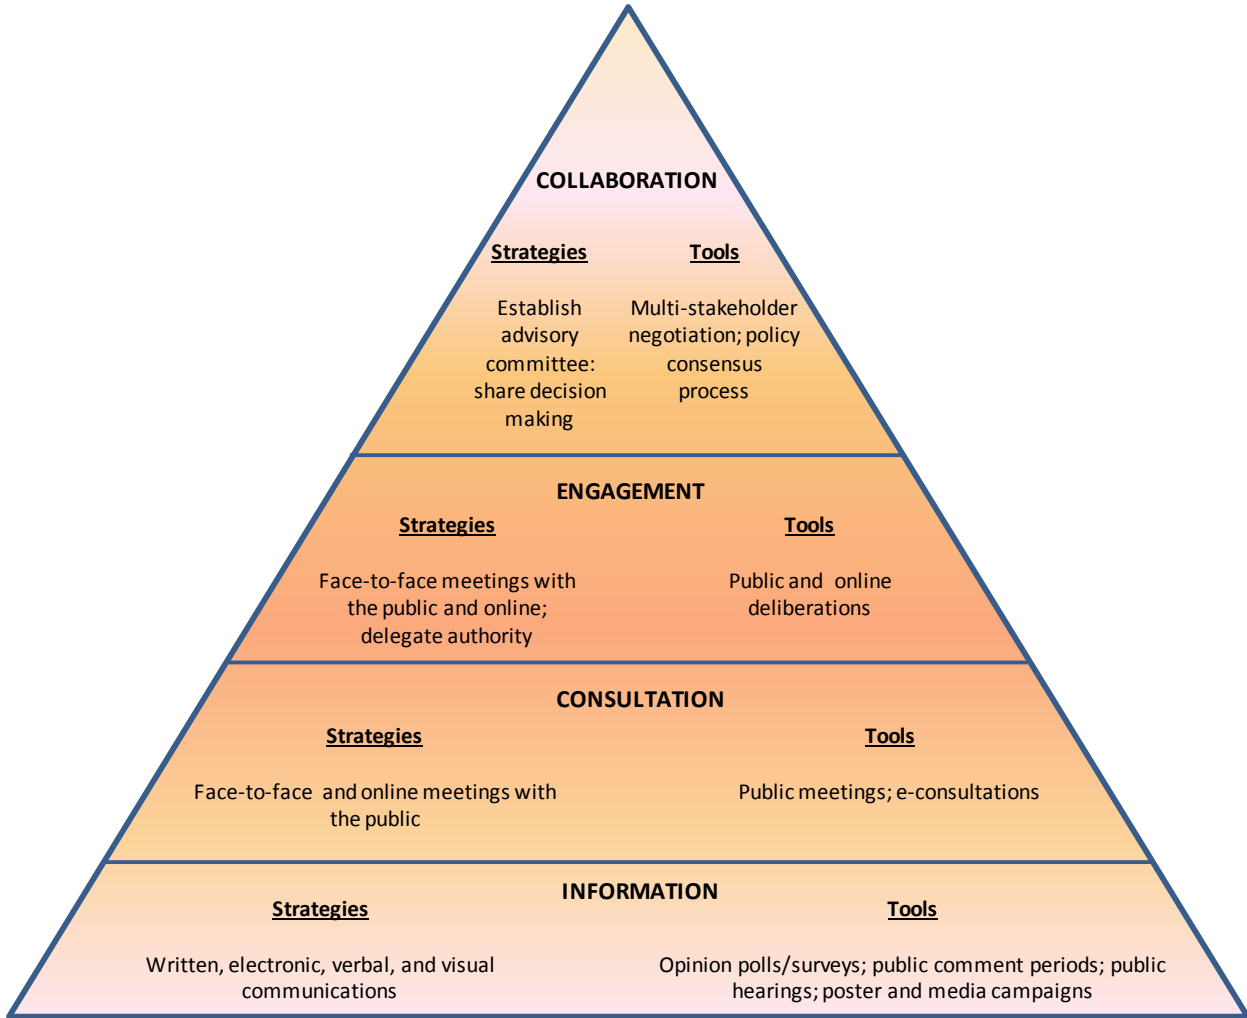 COLLABORATION
Strategies
Establish
advisory
committee:
share decision
making
Tools
Multi-stakeholder
negotiation; policy
consensus
process
ENGAGEMENT
Strategies
Face-to-face meetings with
the public and online;
delegate authority
Tools
Public and online
deliberations
CONSULTATION
Strategies
Face-to-face and online meetings with
the public
Tools
Public meetings; e-consultations
INFORMATION
Strategies
Written, electronic, verbal, and visual
communications
Tools
Opinion polls/surveys; public comment periods; public
hearings; poster and media campaigns